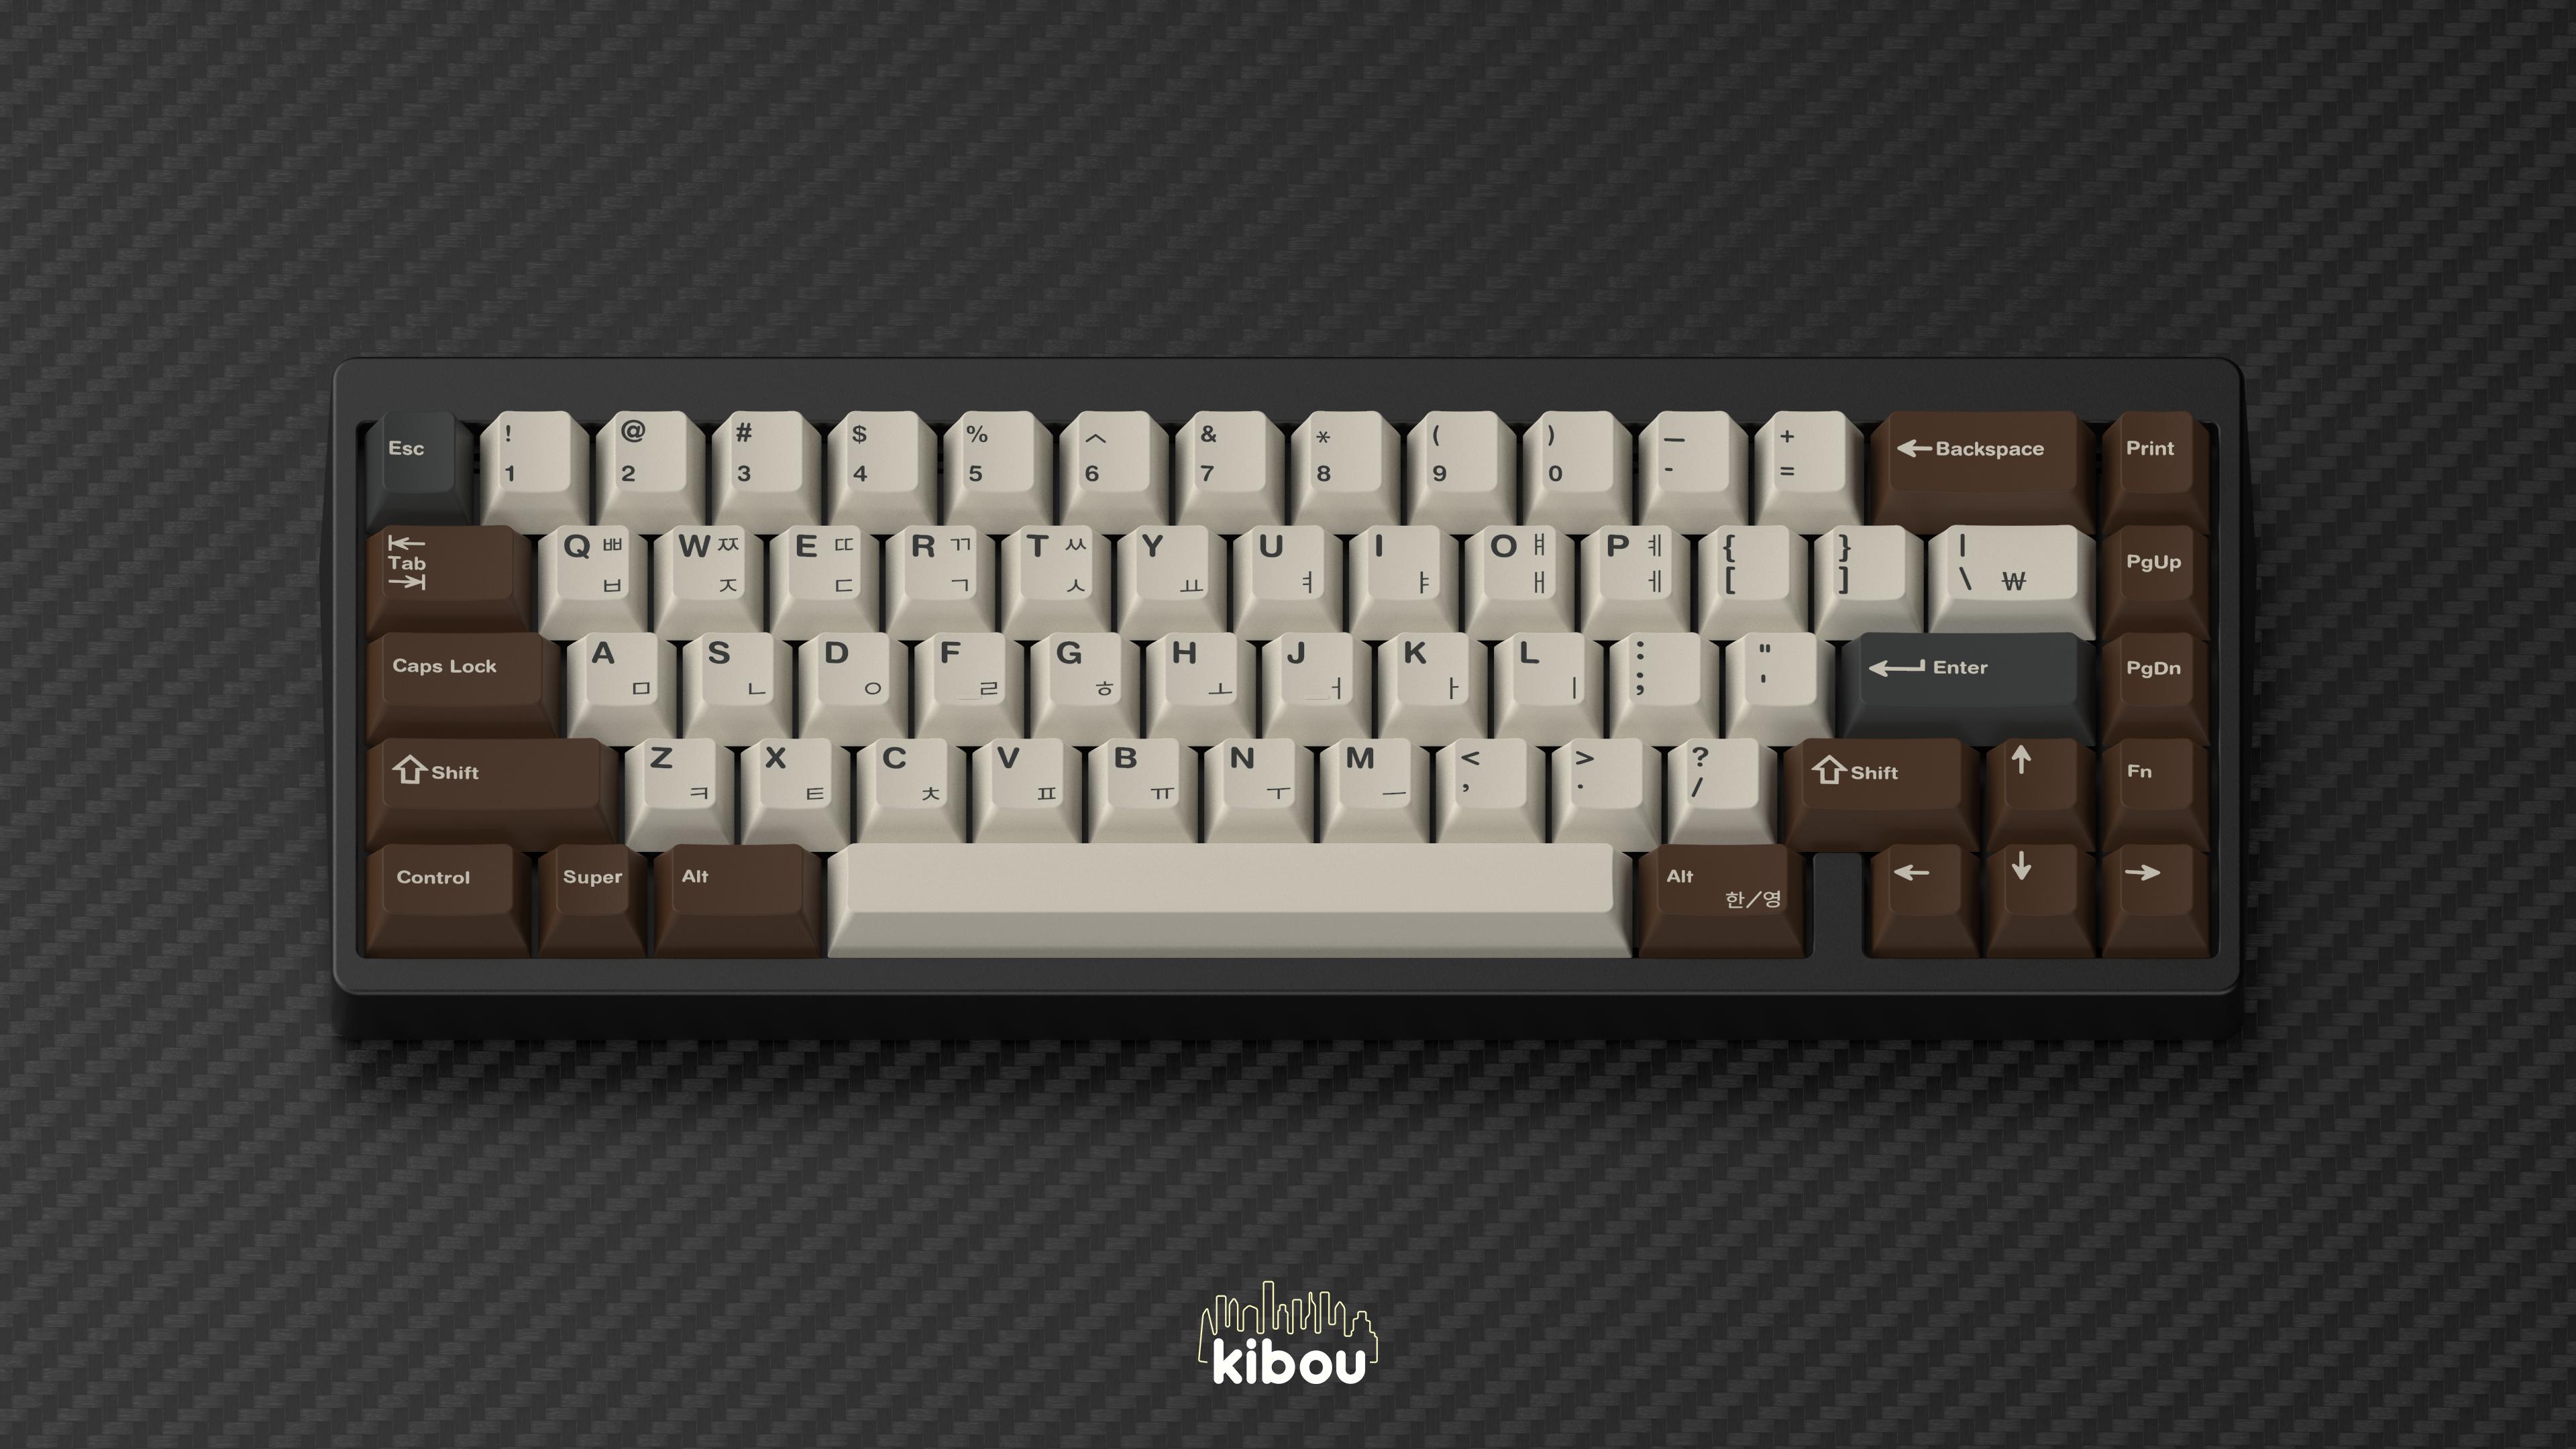 Esc ! 1 @ 2 # 3 $ 4 % 5 ^ 6 & 7 * 8 ( 9 ) 0 _ - + = ← Backspace Print
Tab Q ㅃ ㅂ W ㅉ ㅈ E ㄸ ㄷ R ㄲ ㄱ T ㅆ ㅅ Y ㅛ U ㅕ I ㅑ O ㅒ ㅐ P ㅖ ㅔ { [ } ] | \ ₩ PgUp
Caps Lock A ㅁ S ㄴ D ㅇ F ㄹ G ㅎ H ㅗ J ㅓ K ㅏ L ㅣ : ; " ' Enter PgDn
Shift Z ㅋ X ㅌ C ㅊ V ㅍ B ㅠ N ㅜ M ㅡ < , > . ? / Shift ↑ Fn
Control Super Alt Alt 한/영 ← ↓ →
kibou